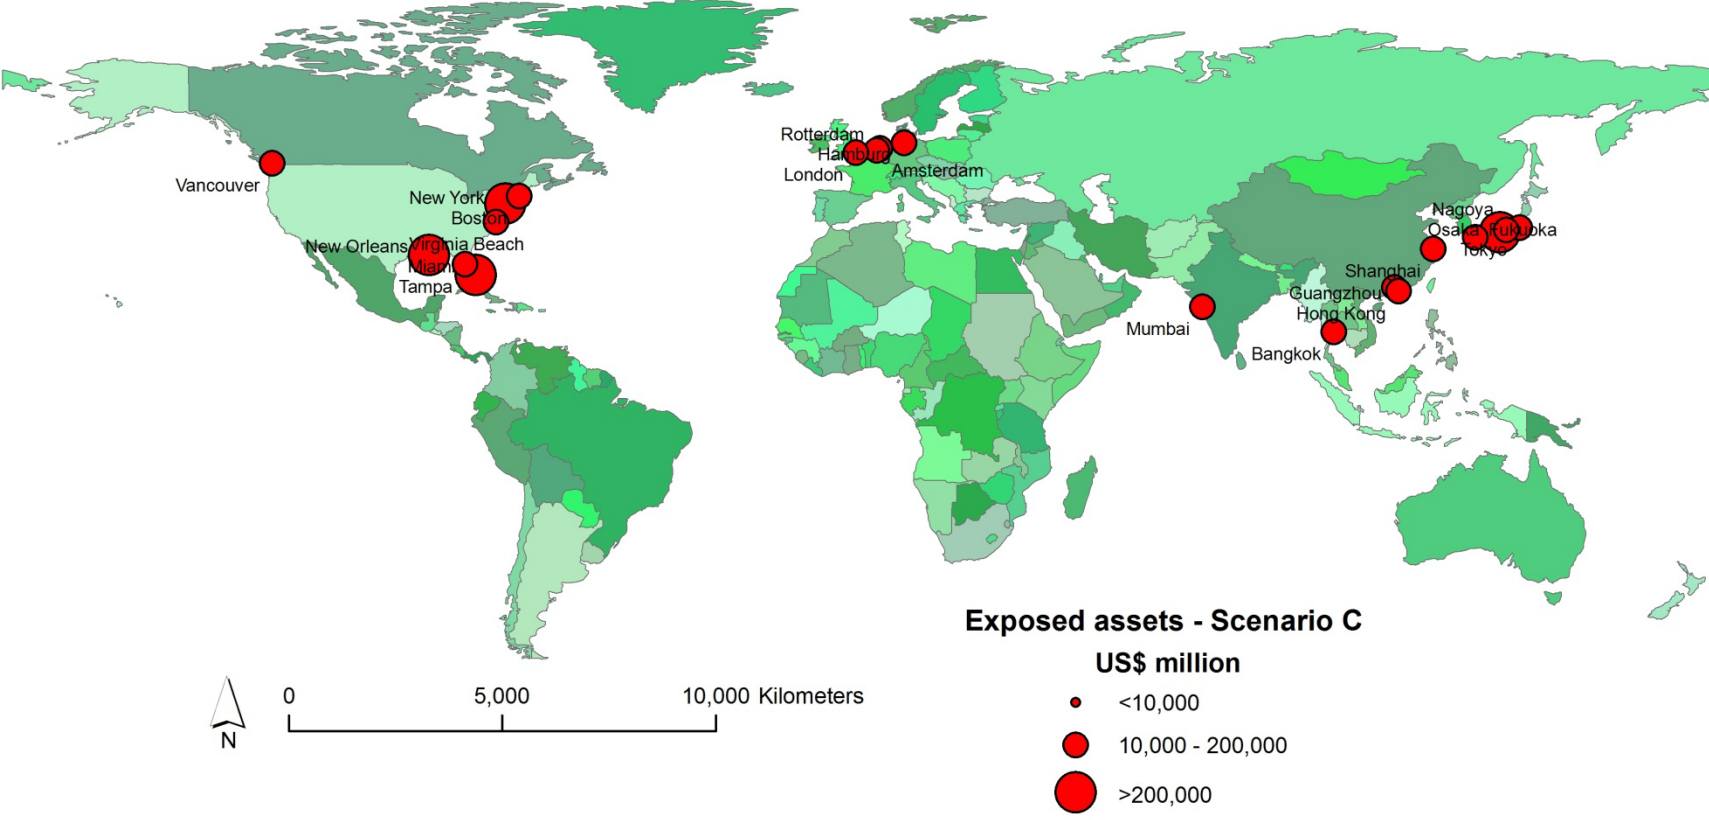 Rotterdam
Hamburg
London
Amsterdam
Vancouver
New York
Boston
New Orleans
Virginia Beach
Miami
Tampa
Nagoya
Osaka
Fukuoka
Tokyo
Shanghai
Guangzhou
Hong Kong
Mumbai
Bangkok
Exposed assets - Scenario C
US$ million
<10,000
10,000 - 200,000
>200,000
0
5,000
10,000 Kilometers
N